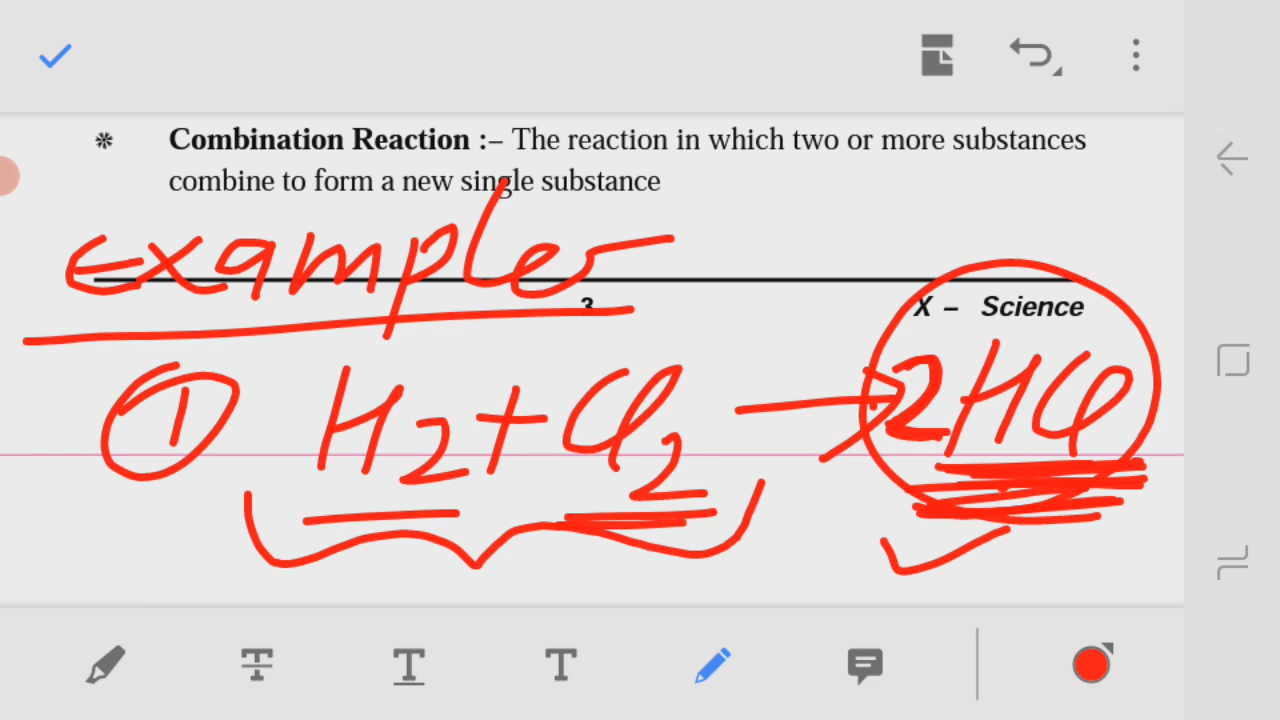 * Combination Reaction :– The reaction in which two or more substances
combine to form a new single substance
Example
3
X – Science
① H2 + Cl2 → 2HCl